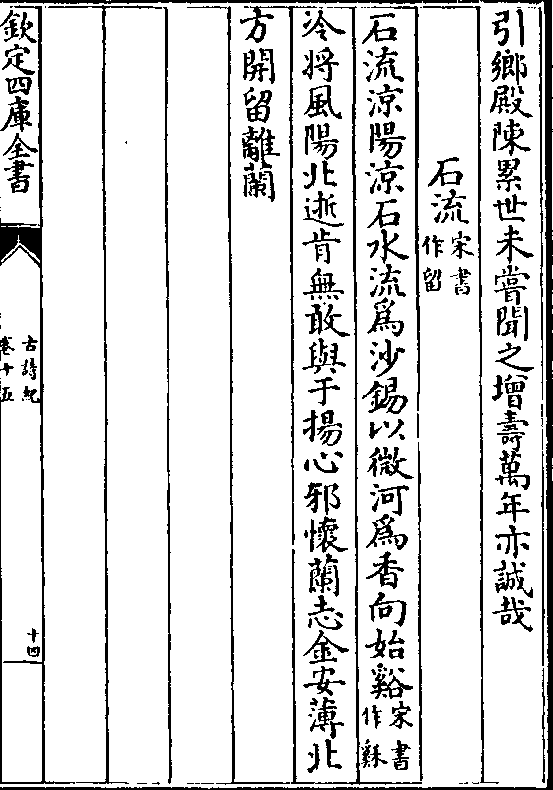 引鄉殿陳累世未嘗聞之增壽萬年亦誠哉
石流宋書作留
石流涼陽涼石水流爲沙錫以微河爲香向始谿宋書作鄈
冷将風陽北逝肯無敢與于揚心邪懷蘭志金安薄北
方開留離蘭
欽定四庫全書
古詩紀
卷十五
十四